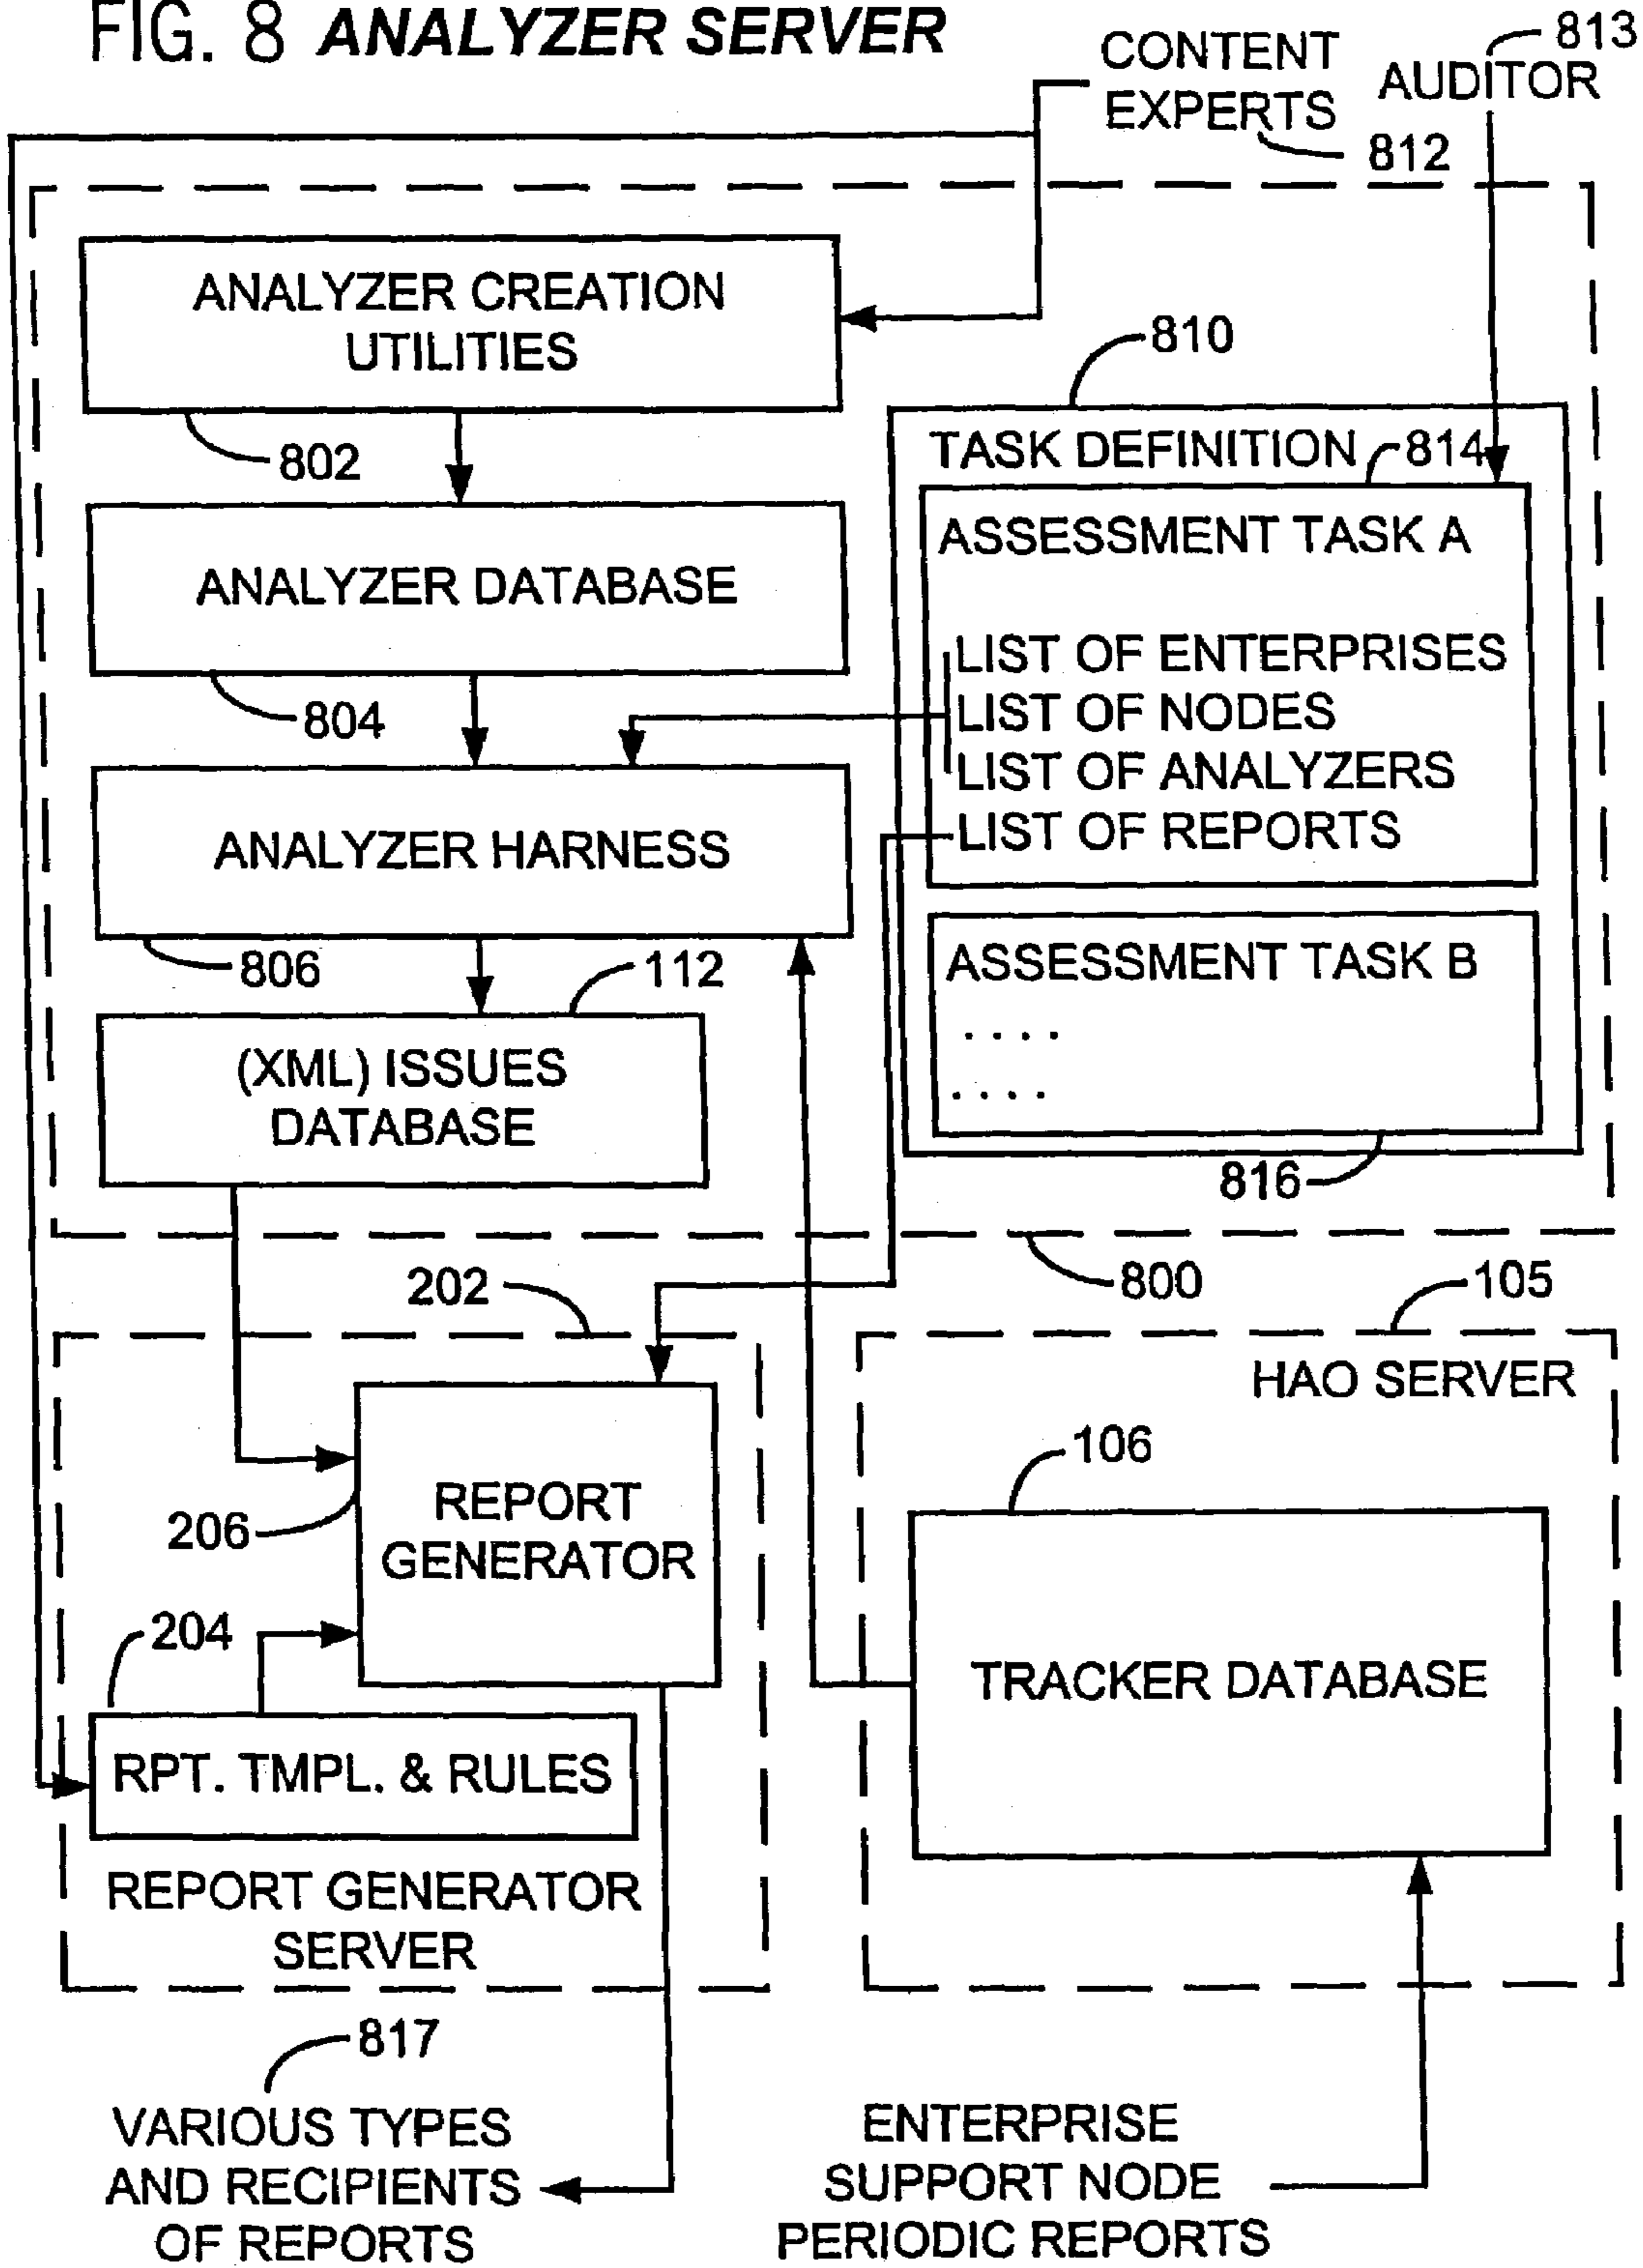 FIG. 8 ANALYZER SERVER
CONTENT
EXPERTS
812
813
AUDITOR
ANALYZER CREATION
UTILITIES
802
810
TASK DEFINITION
814
ASSESSMENT TASK A
LIST OF ENTERPRISES
LIST OF NODES
LIST OF ANALYZERS
LIST OF REPORTS
ANALYZER DATABASE
804
ANALYZER HARNESS
806
112
ASSESSMENT TASK B
. . . .
. . . .
816
(XML) ISSUES
DATABASE
800
202
105
HAO SERVER
106
REPORT
GENERATOR
206
204
TRACKER DATABASE
RPT. TMPL. & RULES
REPORT GENERATOR
SERVER
817
VARIOUS TYPES
AND RECIPIENTS
OF REPORTS
ENTERPRISE
SUPPORT NODE
PERIODIC REPORTS